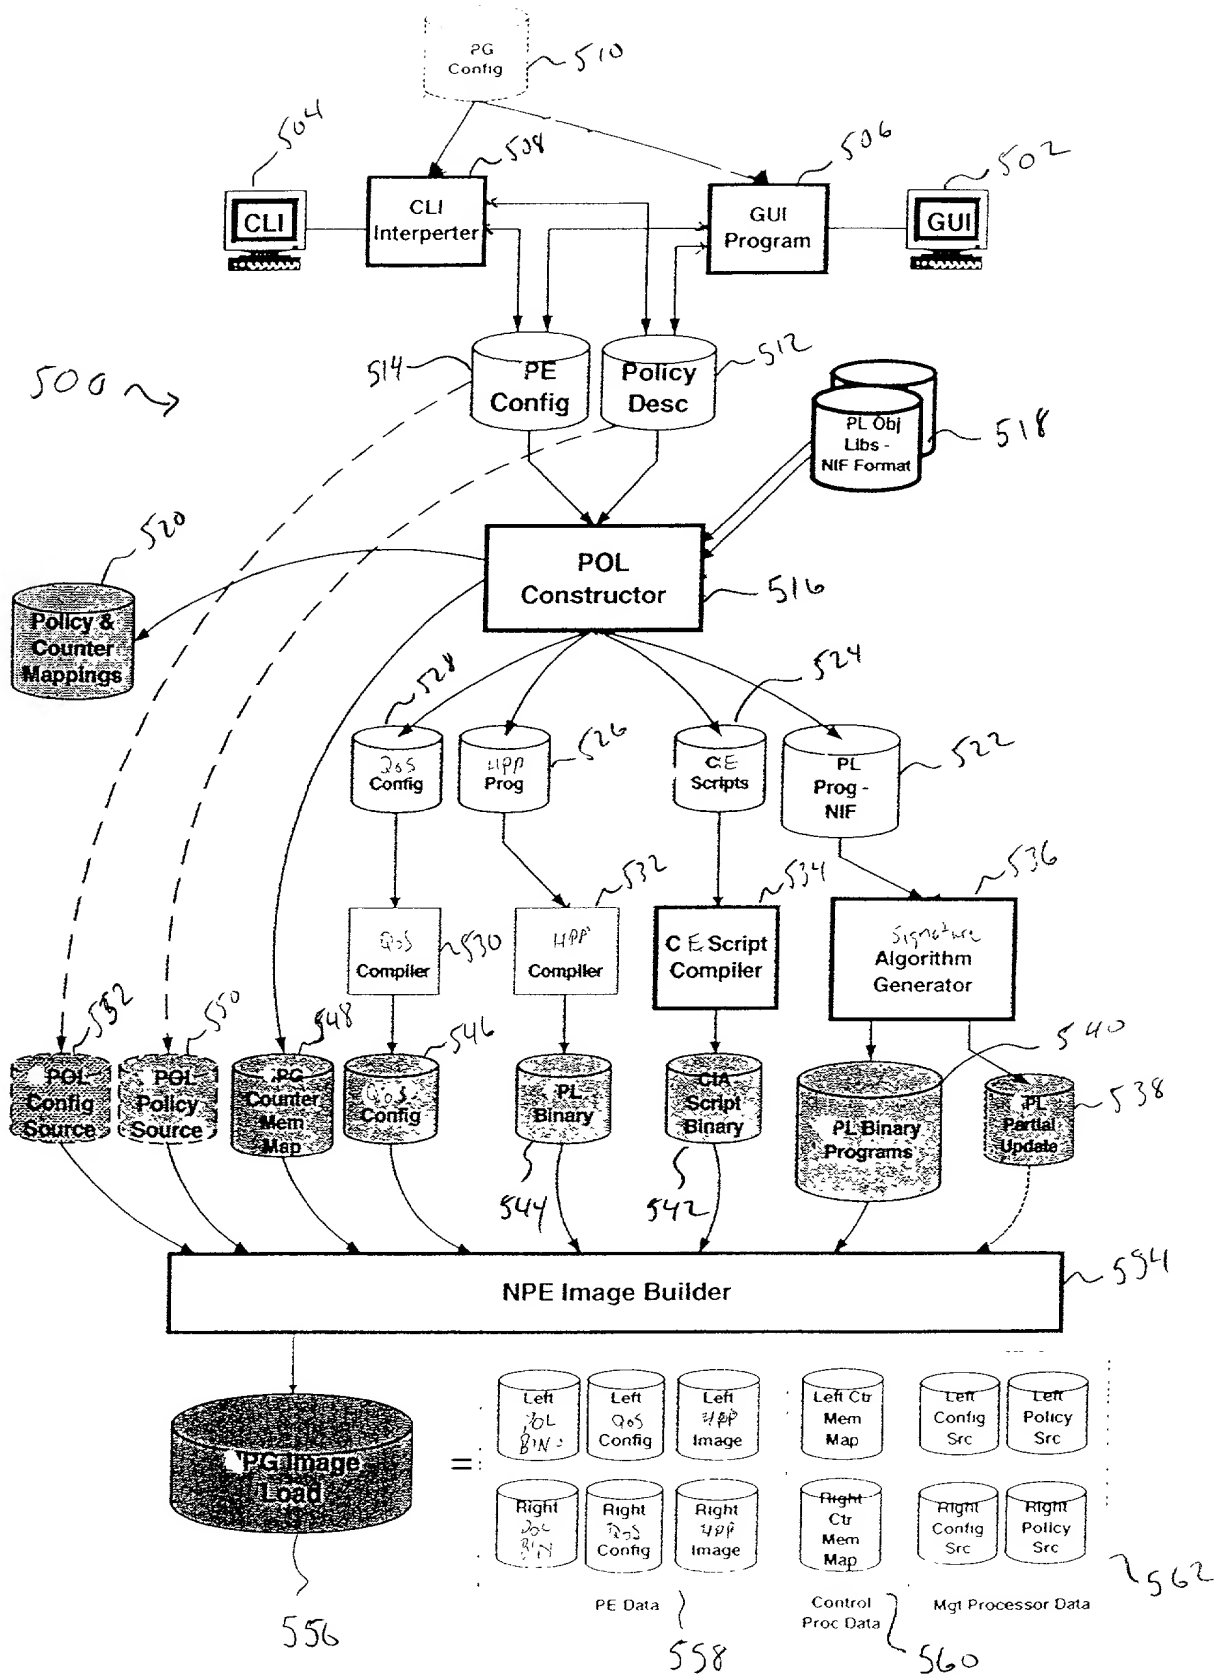 PG
Config
510
504
508
506
502
CLI
CLI
Interperter
GUI
Program
GUI
514
PE
Config
Policy
Desc
512
500
PL Obj
Libs -
NIF Format
518
520
POL
Constructor
516
Policy &
Counter
Mappings
528
526
524
522
QoS
Config
HPP
Prog
CE
Scripts
PL
Prog -
NIF
532
534
536
QoS
Compiler
530
HPP
Compiler
CE Script
Compiler
Signature
Algorithm
Generator
552
550
548
546
540
POL
Config
Source
POL
Policy
Source
PG
Counter
Mem
Map
QoS
Config
PL
Binary
CIA
Script
Binary
PL Binary
Programs
PL
Partial
Update
538
544
542
NPE Image Builder
554
PG Image
Load
=
Left
POL
BIN
Left
QoS
Config
Left
HPP
Image
Left Ctr
Mem
Map
Left
Config
Src
Left
Policy
Src
Right
POL
BIN
Right
QoS
Config
Right
HPP
Image
Right
Ctr
Mem
Map
Right
Config
Src
Right
Policy
Src
562
PE Data
Control
Proc Data
Mgt Processor Data
556
558
560